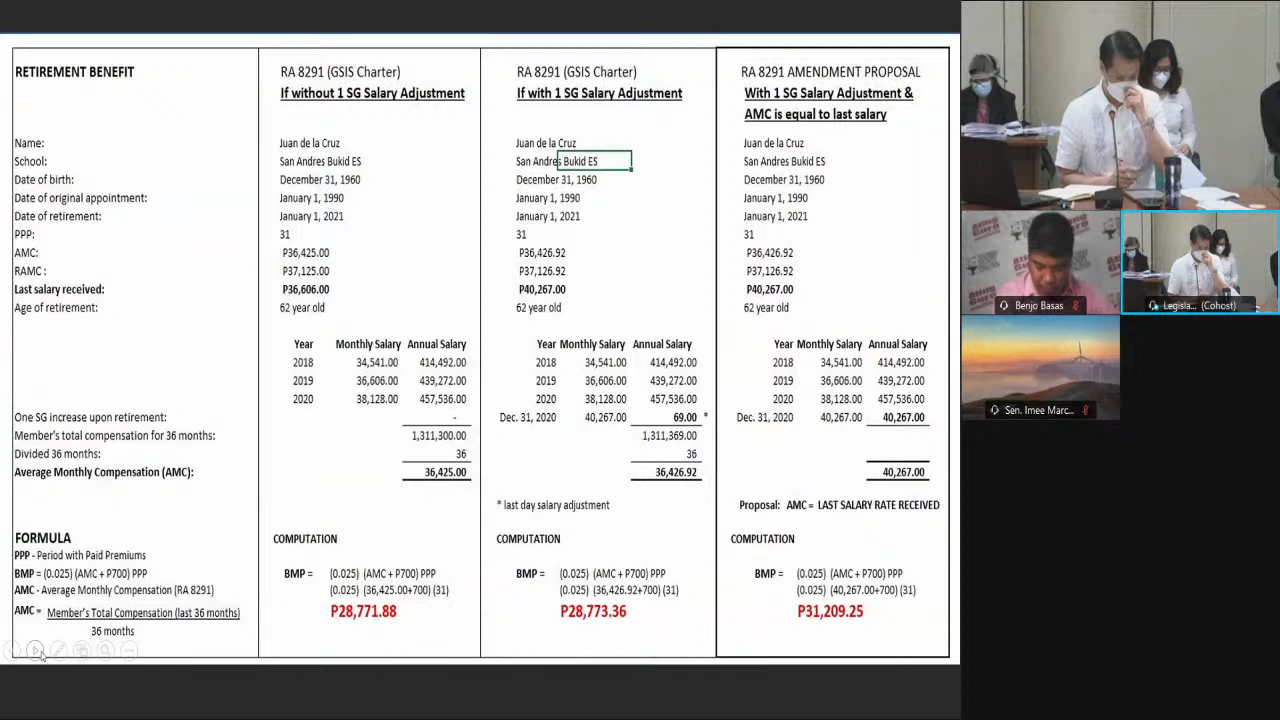 RETIREMENT BENEFIT
RA 8291 (GSIS Charter)
If without 1 SG Salary Adjustment
RA 8291 (GSIS Charter)
If with 1 SG Salary Adjustment
RA 8291 AMENDMENT PROPOSAL
With 1 SG Salary Adjustment &
AMC is equal to last salary
Name: Juan de la Cruz Juan de la Cruz Juan de la Cruz
School: San Andres Bukid ES San Andres Bukid ES San Andres Bukid ES
Date of birth: December 31, 1960 December 31, 1960 December 31, 1960
Date of original appointment: January 1, 1990 January 1, 1990 January 1, 1990
Date of retirement: January 1, 2021 January 1, 2021 January 1, 2021
PPP: 31 31 31
AMC: P36,425.00 P36,426.92 P36,426.92
RAMC : P37,125.00 P37,126.92 P37,126.92
Last salary received: P36,606.00 P40,267.00 P40,267.00
Age of retirement: 62 year old 62 year old 62 year old
Year Monthly Salary Annual Salary Year Monthly Salary Annual Salary Year Monthly Salary Annual Salary
2018 34,541.00 414,492.00 2018 34,541.00 414,492.00 2018 34,541.00 414,492.00
2019 36,606.00 439,272.00 2019 36,606.00 439,272.00 2019 36,606.00 439,272.00
2020 38,128.00 457,536.00 2020 38,128.00 457,536.00 2020 38,128.00 457,536.00
One SG increase upon retirement: - Dec. 31, 2020 40,267.00 69.00 * Dec. 31, 2020 40,267.00 40,267.00
Member's total compensation for 36 months: 1,311,300.00 1,311,369.00
Divided 36 months: 36 36
Average Monthly Compensation (AMC): 36,425.00 36,426.92 40,267.00
* last day salary adjustment
Proposal: AMC = LAST SALARY RATE RECEIVED
FORMULA
PPP - Period with Paid Premiums
BMP = (0.025) (AMC + P700) PPP
AMC - Average Monthly Compensation (RA 8291)
AMC = Member's Total Compensation (last 36 months)
36 months
COMPUTATION
BMP = (0.025) (AMC + P700) PPP
(0.025) (36,425.00+700) (31)
P28,771.88
COMPUTATION
BMP = (0.025) (AMC + P700) PPP
(0.025) (36,426.92+700) (31)
P28,773.36
COMPUTATION
BMP = (0.025) (AMC + P700) PPP
(0.025) (40,267.00+700) (31)
P31,209.25
Benjo Basas
Legisla... (Cohost)
Sen. Imee Marc...